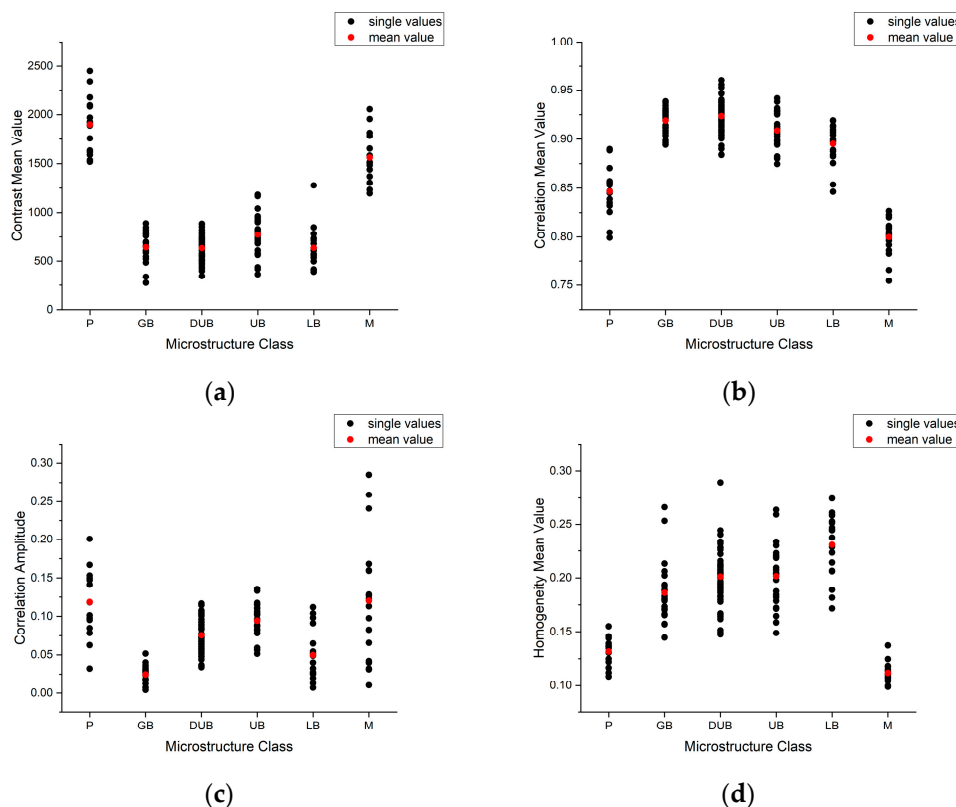 single values
mean value
2500
2000
1500
1000
500
0
Contrast Mean Value
P GB DUB UB LB M
Microstructure Class
(a)
single values
mean value
1.00
0.95
0.90
0.85
0.80
0.75
Correlation Mean Value
P GB DUB UB LB M
Microstructure Class
(b)
single values
mean value
0.30
0.25
0.20
0.15
0.10
0.05
0.00
Correlation Amplitude
P GB DUB UB LB M
Microstructure Class
(c)
single values
mean value
0.30
0.25
0.20
0.15
0.10
Homogeneity Mean Value
P GB DUB UB LB M
Microstructure Class
(d)